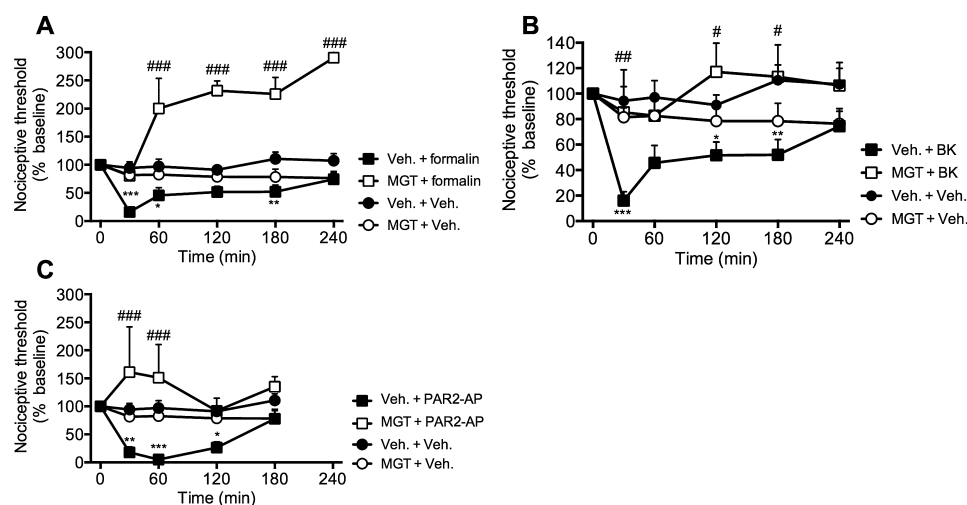 A
Nociceptive threshold
(% baseline)
300
250
200
150
100
50
0
###
###
###
###
***
*
**
0
60
120
180
240
Time (min)
Veh. + formalin
MGT + formalin
Veh. + Veh.
MGT + Veh.
B
Nociceptive threshold
(% baseline)
140
120
100
80
60
40
20
0
##
#
#
***
*
**
0
60
120
180
240
Time (min)
Veh. + BK
MGT + BK
Veh. + Veh.
MGT + Veh.
C
Nociceptive threshold
(% baseline)
300
250
200
150
100
50
0
###
###
**
***
*
0
60
120
180
240
Time (min)
Veh. + PAR2-AP
MGT + PAR2-AP
Veh. + Veh.
MGT + Veh.